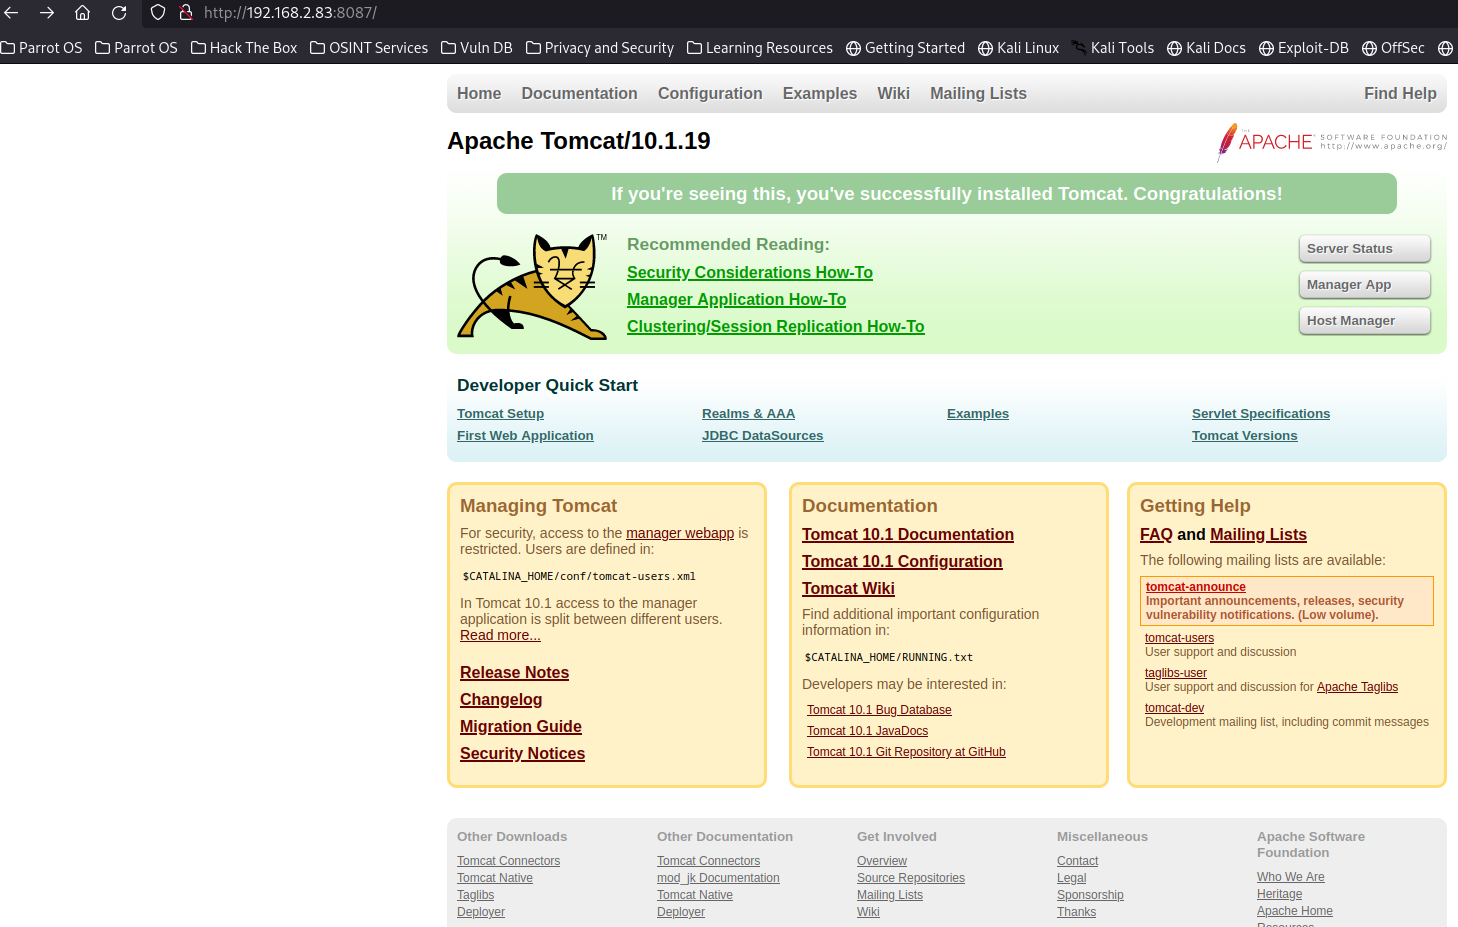 http://192.168.2.83:8087/
Parrot OS Parrot OS Hack The Box OSINT Services Vuln DB Privacy and Security Learning Resources Getting Started Kali Linux Kali Tools Kali Docs Exploit-DB OffSec
Home Documentation Configuration Examples Wiki Mailing Lists Find Help
Apache Tomcat/10.1.19
THE APACHE® SOFTWARE FOUNDATION
http://www.apache.org/
If you're seeing this, you've successfully installed Tomcat. Congratulations!
TM
Recommended Reading:
Security Considerations How-To
Manager Application How-To
Clustering/Session Replication How-To
Server Status
Manager App
Host Manager
Developer Quick Start
Tomcat Setup
First Web Application
Realms & AAA
JDBC DataSources
Examples
Servlet Specifications
Tomcat Versions
Managing Tomcat
For security, access to the manager webapp is
restricted. Users are defined in:
$CATALINA_HOME/conf/tomcat-users.xml
In Tomcat 10.1 access to the manager
application is split between different users.
Read more...
Release Notes
Changelog
Migration Guide
Security Notices
Documentation
Tomcat 10.1 Documentation
Tomcat 10.1 Configuration
Tomcat Wiki
Find additional important configuration
information in:
$CATALINA_HOME/RUNNING.txt
Developers may be interested in:
Tomcat 10.1 Bug Database
Tomcat 10.1 JavaDocs
Tomcat 10.1 Git Repository at GitHub
Getting Help
FAQ and Mailing Lists
The following mailing lists are available:
tomcat-announce
Important announcements, releases, security
vulnerability notifications. (Low volume).
tomcat-users
User support and discussion
taglibs-user
User support and discussion for Apache Taglibs
tomcat-dev
Development mailing list, including commit messages
Other Downloads
Tomcat Connectors
Tomcat Native
Taglibs
Deployer
Other Documentation
Tomcat Connectors
mod_jk Documentation
Tomcat Native
Deployer
Get Involved
Overview
Source Repositories
Mailing Lists
Wiki
Miscellaneous
Contact
Legal
Sponsorship
Thanks
Apache Software
Foundation
Who We Are
Heritage
Apache Home
Resources